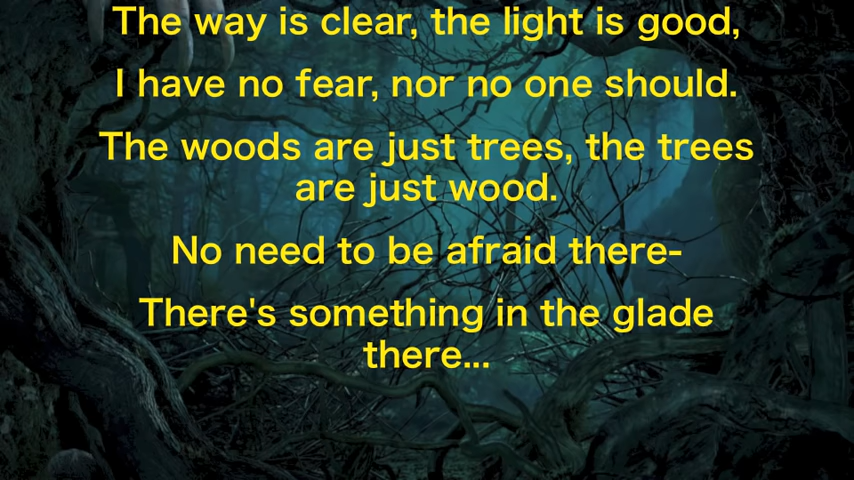 The way is clear, the light is good,
I have no fear, nor no one should.
The woods are just trees, the trees
are just wood.
No need to be afraid there-
There's something in the glade
there...